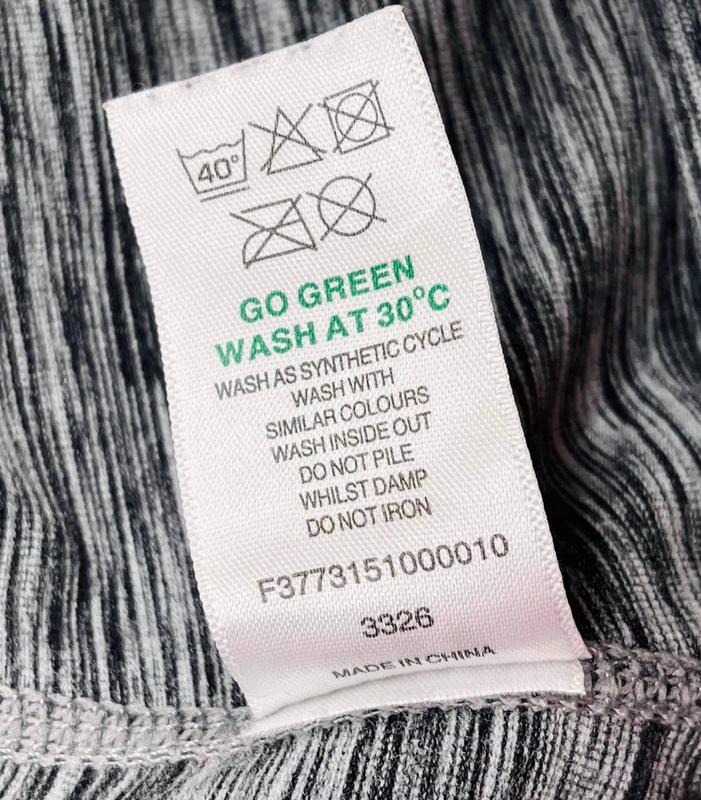 40°
GO GREEN
WASH AT 30°C
WASH AS SYNTHETIC CYCLE
WASH WITH
SIMILAR COLOURS
WASH INSIDE OUT
DO NOT PILE
WHILST DAMP
DO NOT IRON
F3773151000010
3326
MADE IN CHINA